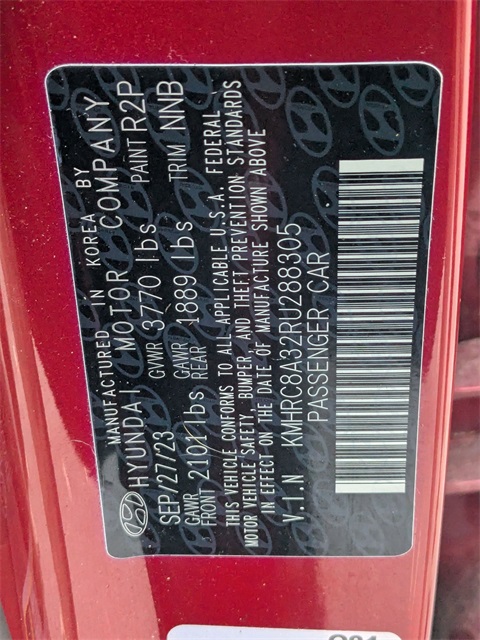 MANUFACTURED IN KOREA BY
HYUNDAI MOTOR COMPANY
SEP/27/23 GVWR 3770 lbs PAINT R2P
GAWR FRONT 2101 lbs GAWR REAR 1889 lbs TRIM NNB
THIS VEHICLE CONFORMS TO ALL APPLICABLE U.S.A. FEDERAL
MOTOR VEHICLE SAFETY, BUMPER, AND THEFT PREVENTION STANDARDS
IN EFFECT ON THE DATE OF MANUFACTURE SHOWN ABOVE
V.I.N KMHRC8A32RU288305
PASSENGER CAR